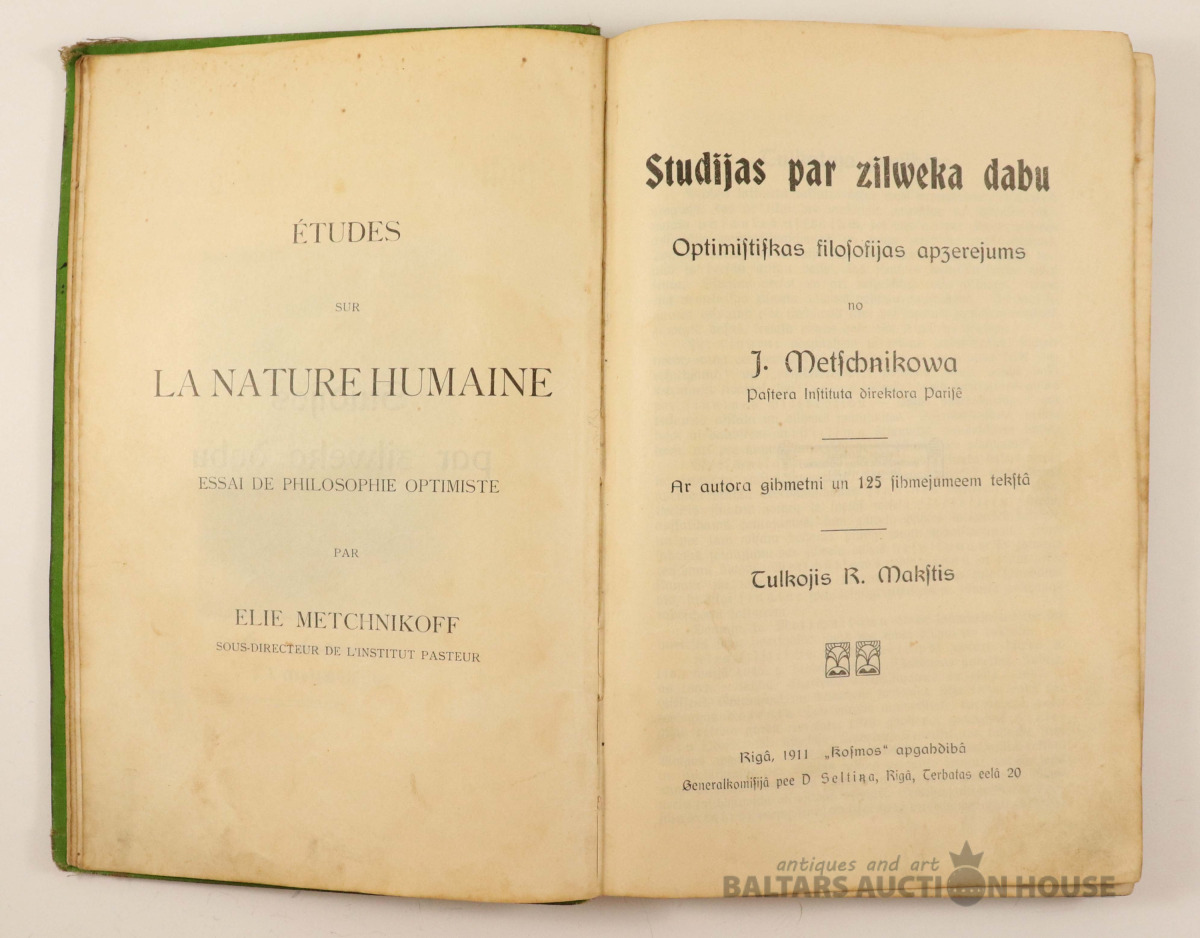 ÉTUDES
SUR
LA NATURE HUMAINE
ESSAI DE PHILOSOPHIE OPTIMISTE
PAR
ELIE METCHNIKOFF
SOUS-DIRECTEUR DE L'INSTITUT PASTEUR
Studijas par zilweka dabu
Optimiſtiſkas filoſofijas apzerejums
no
J. Metſchnikowa
Paſtera Inſtituta direktora Pariſê
Ar autora gihmetni un 125 ſihmejumeem tekſtâ
Tulkojis R. Makſtis
Rigâ, 1911 „Koſmos“ apgahdibâ
Generalkomiſijâ pee D Seltiņa, Rigâ, Terbatas eelâ 20
antiques and art
BALTARS AUCTION HOUSE